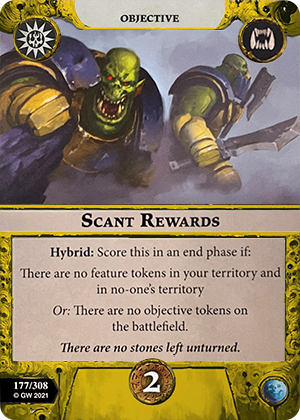 OBJECTIVE
SCANT REWARDS
Hybrid: Score this in an end phase if:
There are no feature tokens in your territory and
in no-one's territory
Or: There are no objective tokens on
the battlefield.
There are no stones left unturned.
177/308
© GW 2021
2